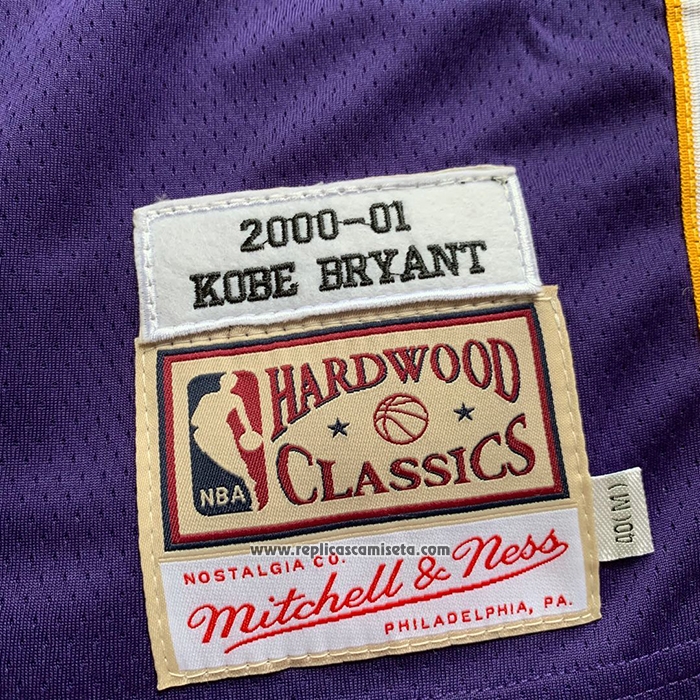 2000-01
KOBE BRYANT
HARDWOOD
CLASSICS
NBA
40(M)
www.replicascamiseta.com
NOSTALGIA CO.
Mitchell & Ness
PHILADELPHIA, PA.